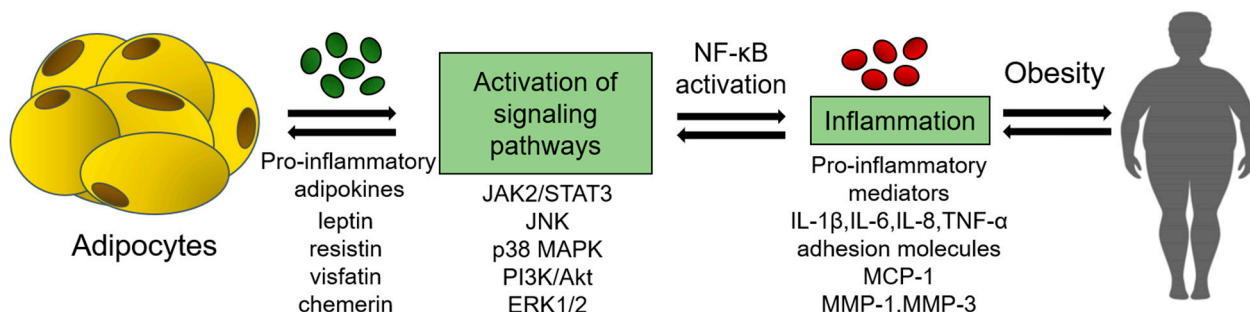 Adipocytes
Pro-inflammatory
adipokines
leptin
resistin
visfatin
chemerin
Activation of
signaling
pathways
JAK2/STAT3
JNK
p38 MAPK
PI3K/Akt
ERK1/2
NF-κB
activation
Inflammation
Pro-inflammatory
mediators
IL-1β,IL-6,IL-8,TNF-α
adhesion molecules
MCP-1
MMP-1,MMP-3
Obesity